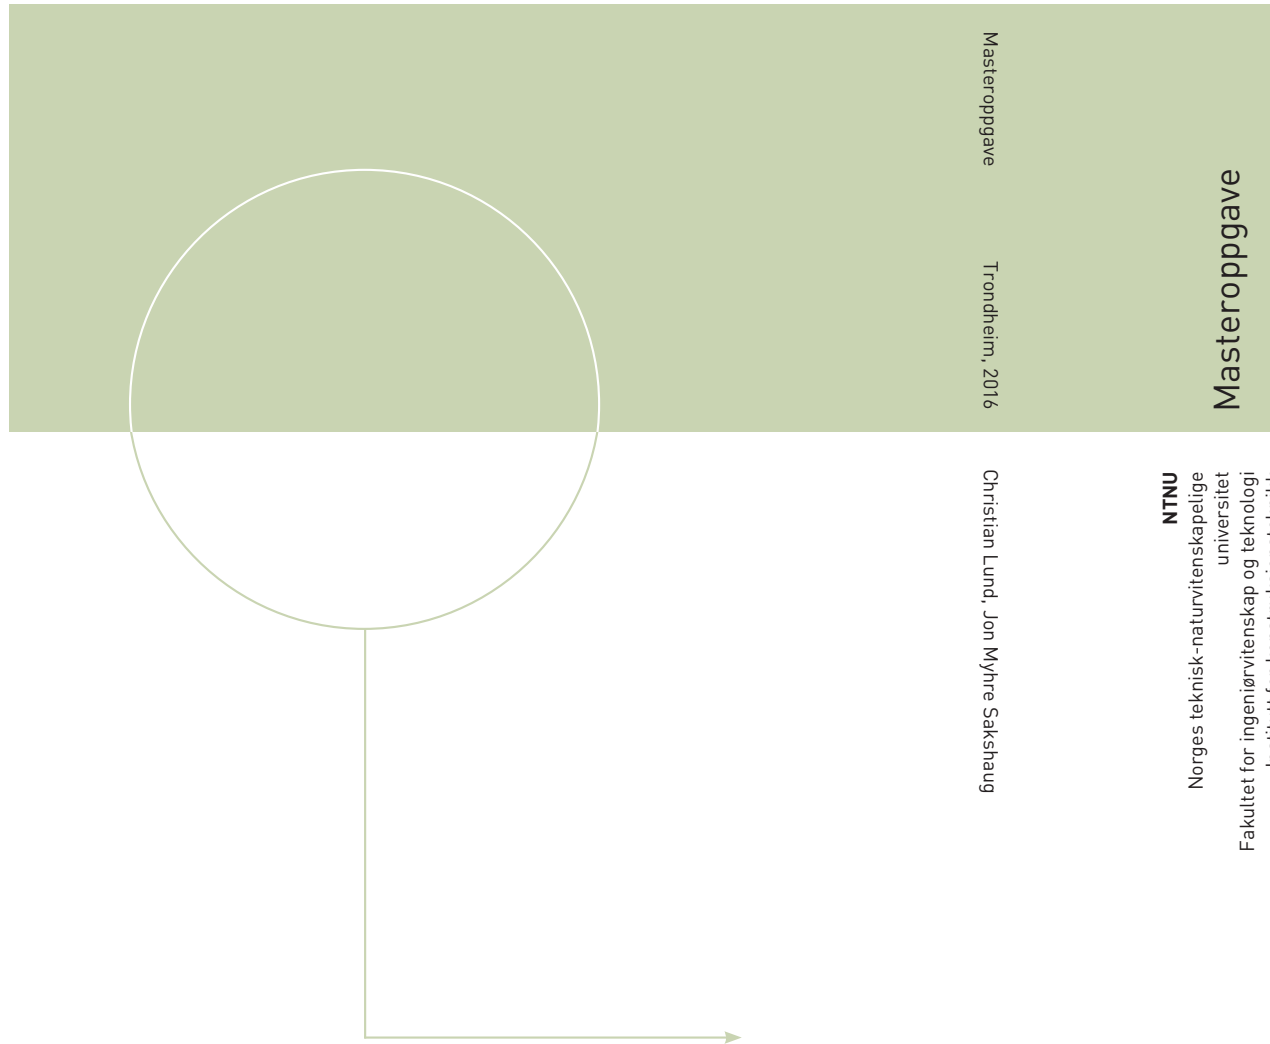 Masteroppgave
Trondheim, 2016
Christian Lund, Jon Myhre Sakshaug
Masteroppgave
NTNU
Norges teknisk-naturvitenskapelige
universitet
Fakultet for ingeniørvitenskap og teknologi